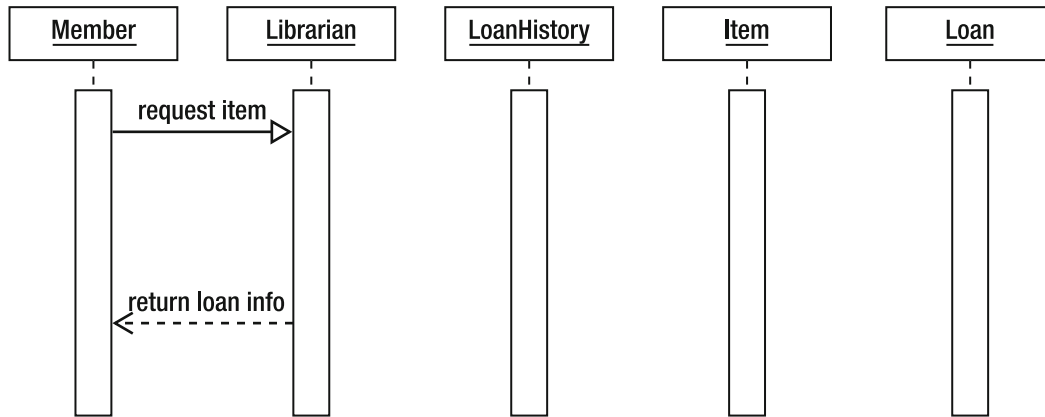 Member
Librarian
LoanHistory
Item
Loan
request item
return loan info